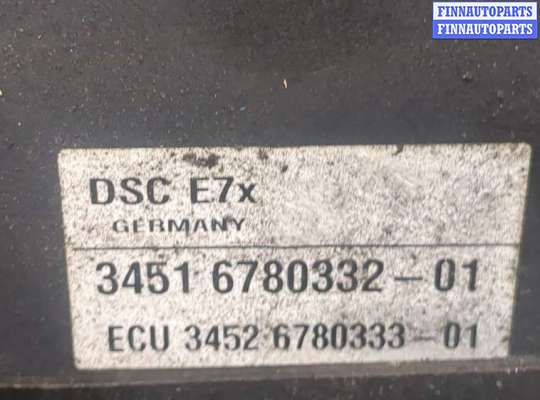 FINNAUTOPARTS
FINNAUTOPARTS
DSC E7x
GERMANY
3451 6780332-01
ECU 3452 6780333-01